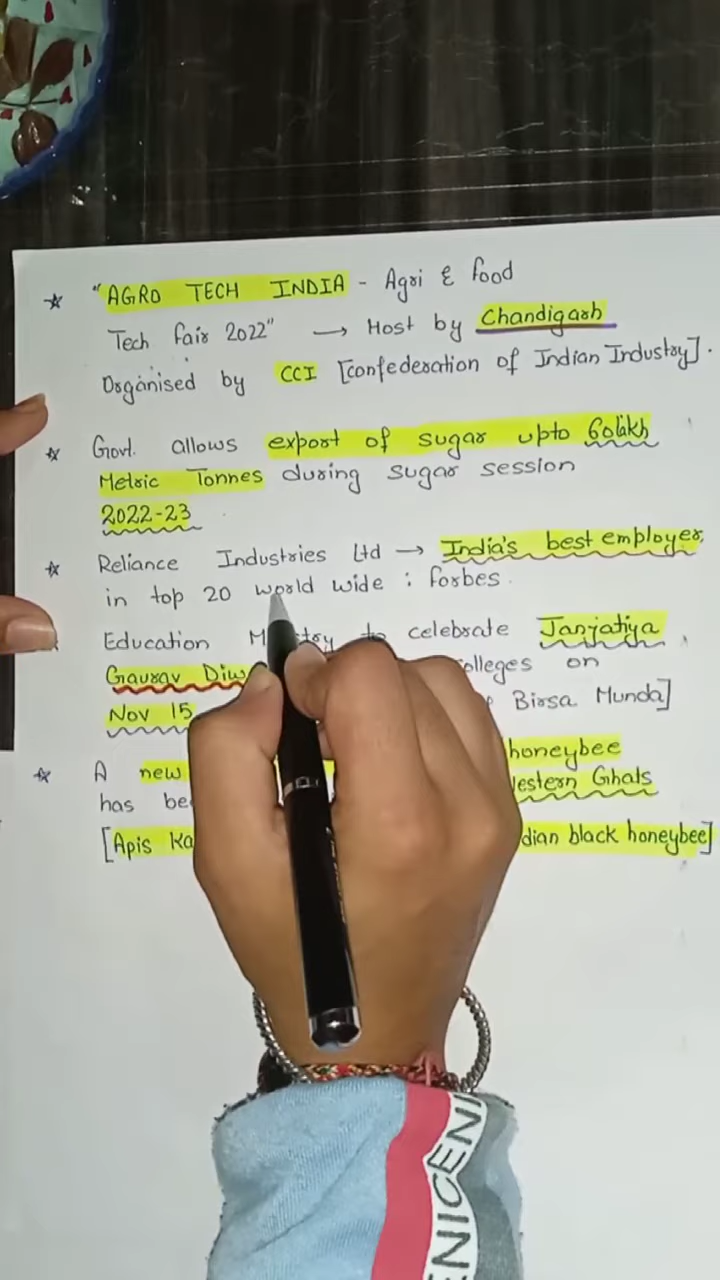 "AGRO TECH INDIA - Agri & food
Tech fair 2022" → Host by Chandigarh
Organised by CCI [confederation of Indian Industry].
Govt. allows export of sugar upto 60lakh
Metric Tonnes during sugar session
2022-23.
Reliance Industries Ltd → India's best employer,
in top 20 world wide : forbes.
Education to celebrate Janjatiya
Gaurav on
Nov 15 Birsa Munda]
A new honeybee
has Western Ghats
[Apis black honeybee]